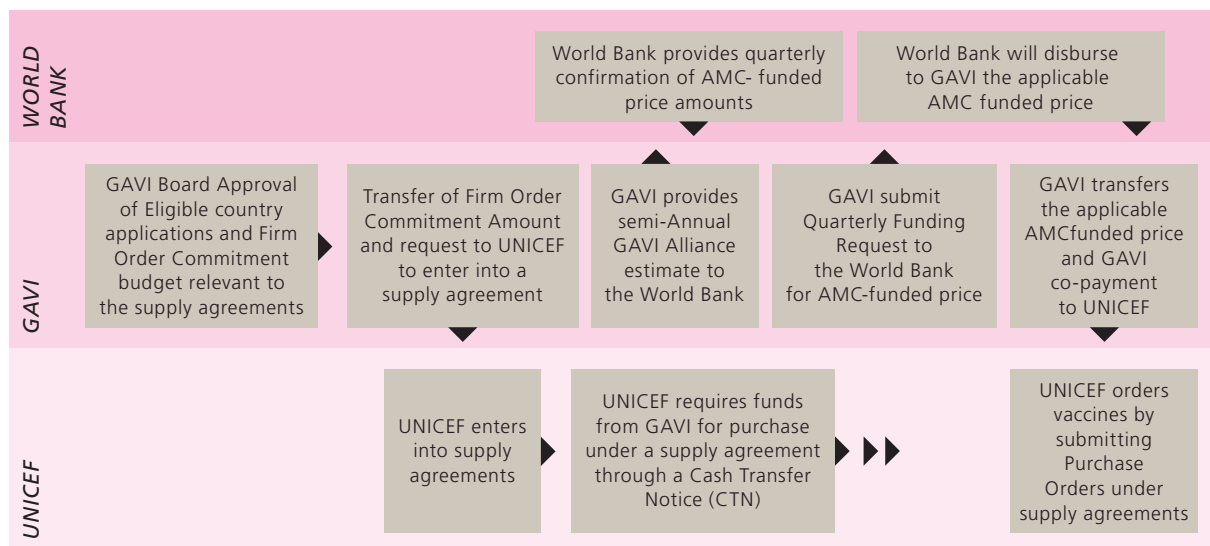 WORLD
BANK
World Bank provides quarterly
confirmation of AMC- funded
price amounts
World Bank will disburse
to GAVI the applicable
AMC funded price
GAVI
GAVI Board Approval
of Eligible country
applications and Firm
Order Commitment
budget relevant to
the supply agreements
Transfer of Firm Order
Commitment Amount
and request to UNICEF
to enter into a
supply agreement
GAVI provides
semi-Annual
GAVI Alliance
estimate to
the World Bank
GAVI submit
Quarterly Funding
Request to
the World Bank
for AMC-funded price
GAVI transfers
the applicable
AMCfunded price
and GAVI
co-payment
to UNICEF
UNICEF
UNICEF enters
into supply
agreements
UNICEF requires funds
from GAVI for purchase
under a supply agreement
through a Cash Transfer
Notice (CTN)
UNICEF orders
vaccines by
submitting
Purchase
Orders under
supply agreements